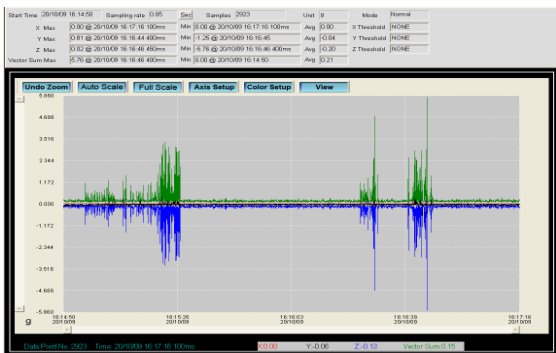 Start Time 20/10/09 16:14:50 Sampling rate 0.05 Sec Samples 2923 Unit g Mode Normal
X Max 0.00 @ 20/10/09 16:17:16 100ms Min 0.00 @ 20/10/09 16:17:16 100ms Avg 0.00 X Threshold NONE
Y Max 0.81 @ 20/10/09 16:16:44 400ms Min -1.25 @ 20/10/09 16:16:45 Avg -0.04 Y Threshold NONE
Z Max 0.02 @ 20/10/09 16:16:46 450ms Min -5.76 @ 20/10/09 16:16:46 400ms Avg -0.20 Z Threshold NONE
Vector Sum Max 5.76 @ 20/10/09 16:16:46 400ms Min 0.00 @ 20/10/09 16:14:50 Avg 0.21
Undo Zoom Auto Scale Full Scale Axis Setup Color Setup View
5.860
4.688
3.516
2.344
1.172
0.000
-1.172
-2.344
-3.516
-4.688
-5.860
g
16:14:50 16:15:26 16:16:03 16:16:39 17:16
20/10/09 20/10/09 20/10/09 20/10/09 20/10/09
Data Point No. 2923 Time 20/10/09 16:17:16 100ms X:0.00 Y:-0.06 Z:-0.13 Vector Sum:0.15